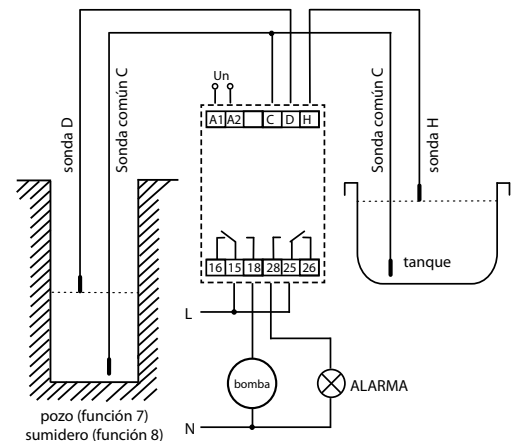 Un
A1 A2 C D H
sonda D
Sonda común C
Sonda común C
sonda H
16 15 18 28 25 26
tanque
L
bomba
ALARMA
N
pozo (función 7)
sumidero (función 8)